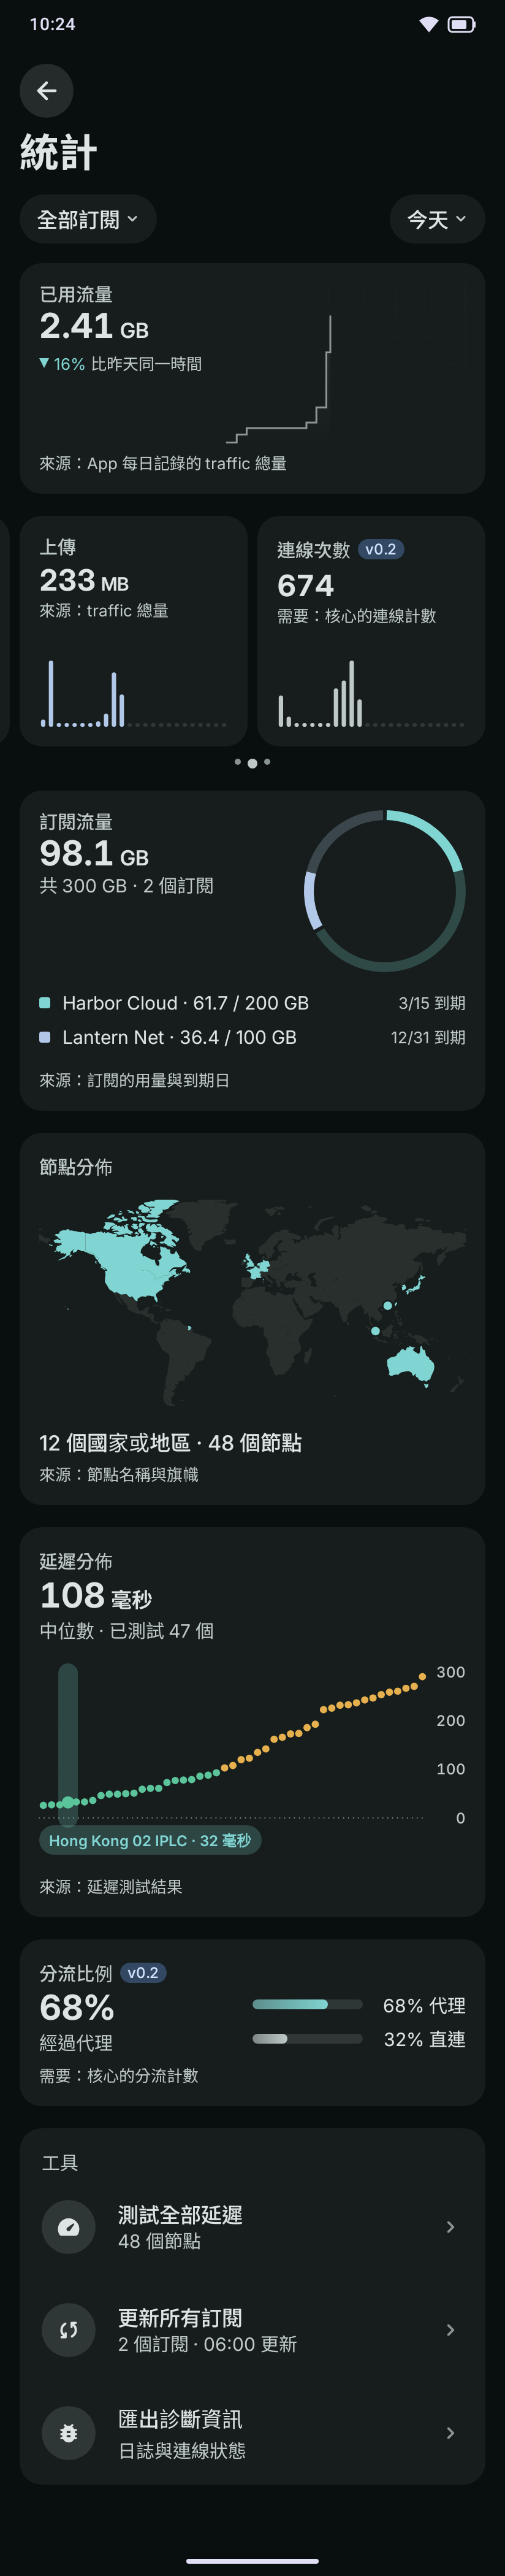 10:24
統計
全部訂閱
今天
已用流量
2.41 GB
▼ 16% 比昨天同一時間
來源：App 每日記錄的 traffic 總量
上傳
233 MB
來源：traffic 總量
連線次數 v0.2
674
需要：核心的連線計數
訂閱流量
98.1 GB
共 300 GB · 2 個訂閱
Harbor Cloud · 61.7 / 200 GB
3/15 到期
Lantern Net · 36.4 / 100 GB
12/31 到期
來源：訂閱的用量與到期日
節點分佈
12 個國家或地區 · 48 個節點
來源：節點名稱與旗幟
延遲分佈
108 毫秒
中位數 · 已測試 47 個
300
200
100
0
Hong Kong 02 IPLC · 32 毫秒
來源：延遲測試結果
分流比例 v0.2
68%
經過代理
需要：核心的分流計數
68% 代理
32% 直連
工具
測試全部延遲
48 個節點
更新所有訂閱
2 個訂閱 · 06:00 更新
匯出診斷資訊
日誌與連線狀態